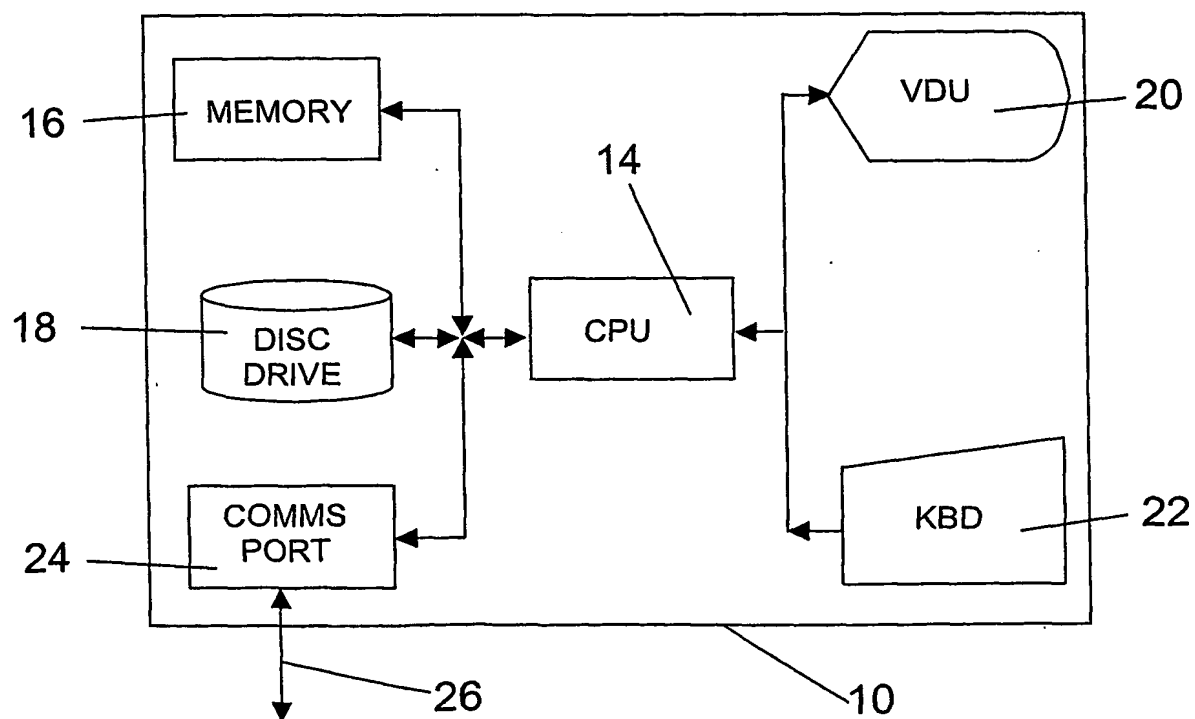 MEMORY
16
VDU
20
14
CPU
18
DISC
DRIVE
COMMS
PORT
24
KBD
22
26
10